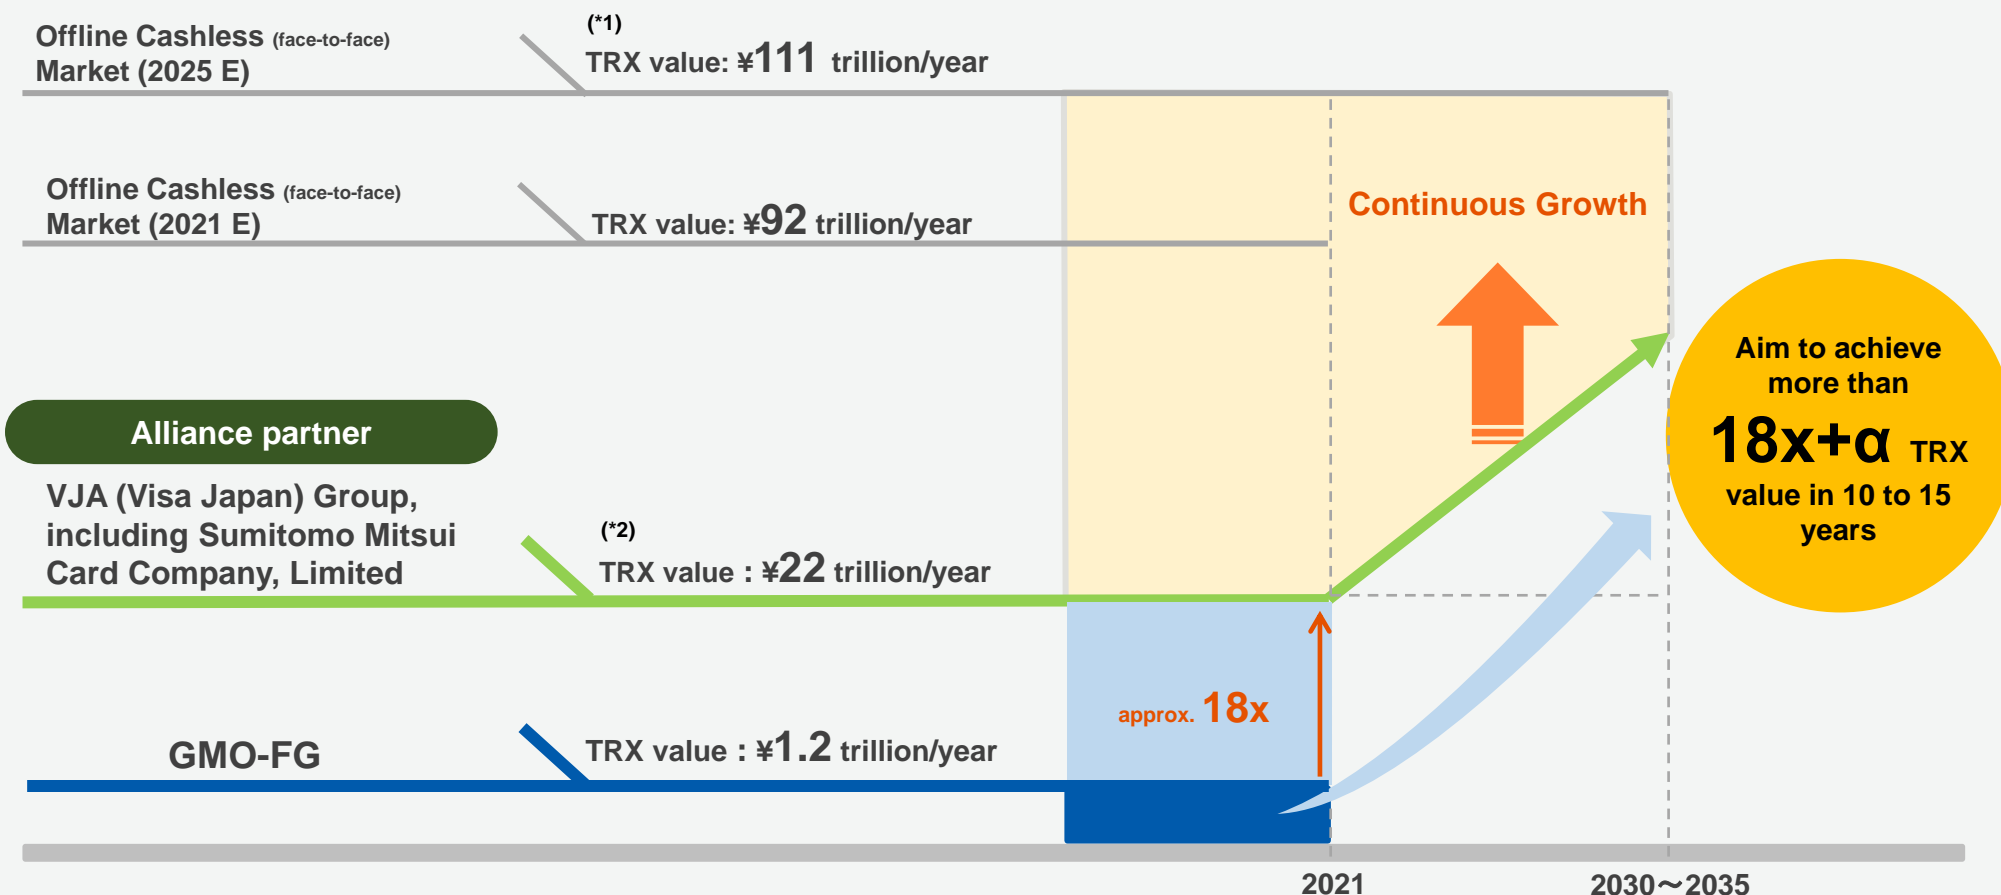 Offline Cashless (face-to-face)
Market (2025 E)
(*1)
TRX value: ¥111 trillion/year
Offline Cashless (face-to-face)
Market (2021 E)
TRX value: ¥92 trillion/year
Continuous Growth
Alliance partner
VJA (Visa Japan) Group,
including Sumitomo Mitsui
Card Company, Limited
(*2)
TRX value : ¥22 trillion/year
Aim to achieve
more than
18x+α TRX
value in 10 to 15
years
approx. 18x
GMO-FG
TRX value : ¥1.2 trillion/year
2021
2030～2035